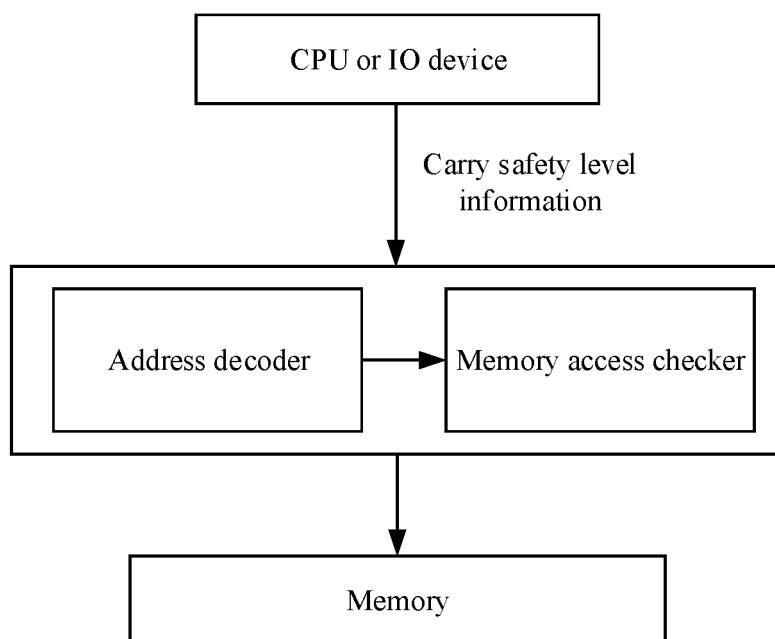 CPU or IO device
Carry safety level
information
Address decoder
Memory access checker
Memory